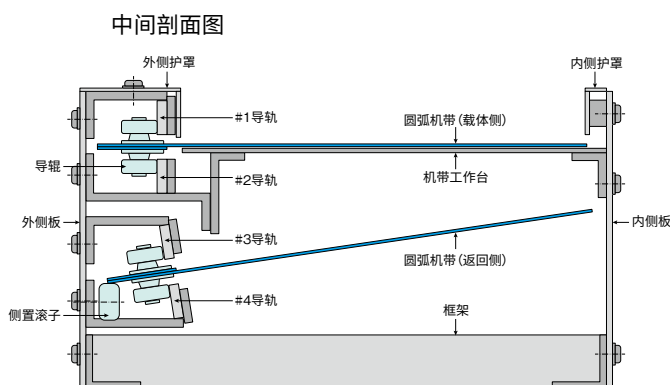 中间剖面图
外侧护罩
内侧护罩
#1导轨
圆弧机带(载体侧)
导辊
#2导轨
机带工作台
外侧板
内侧板
#3导轨
圆弧机带(返回侧)
#4导轨
侧置滚子
框架